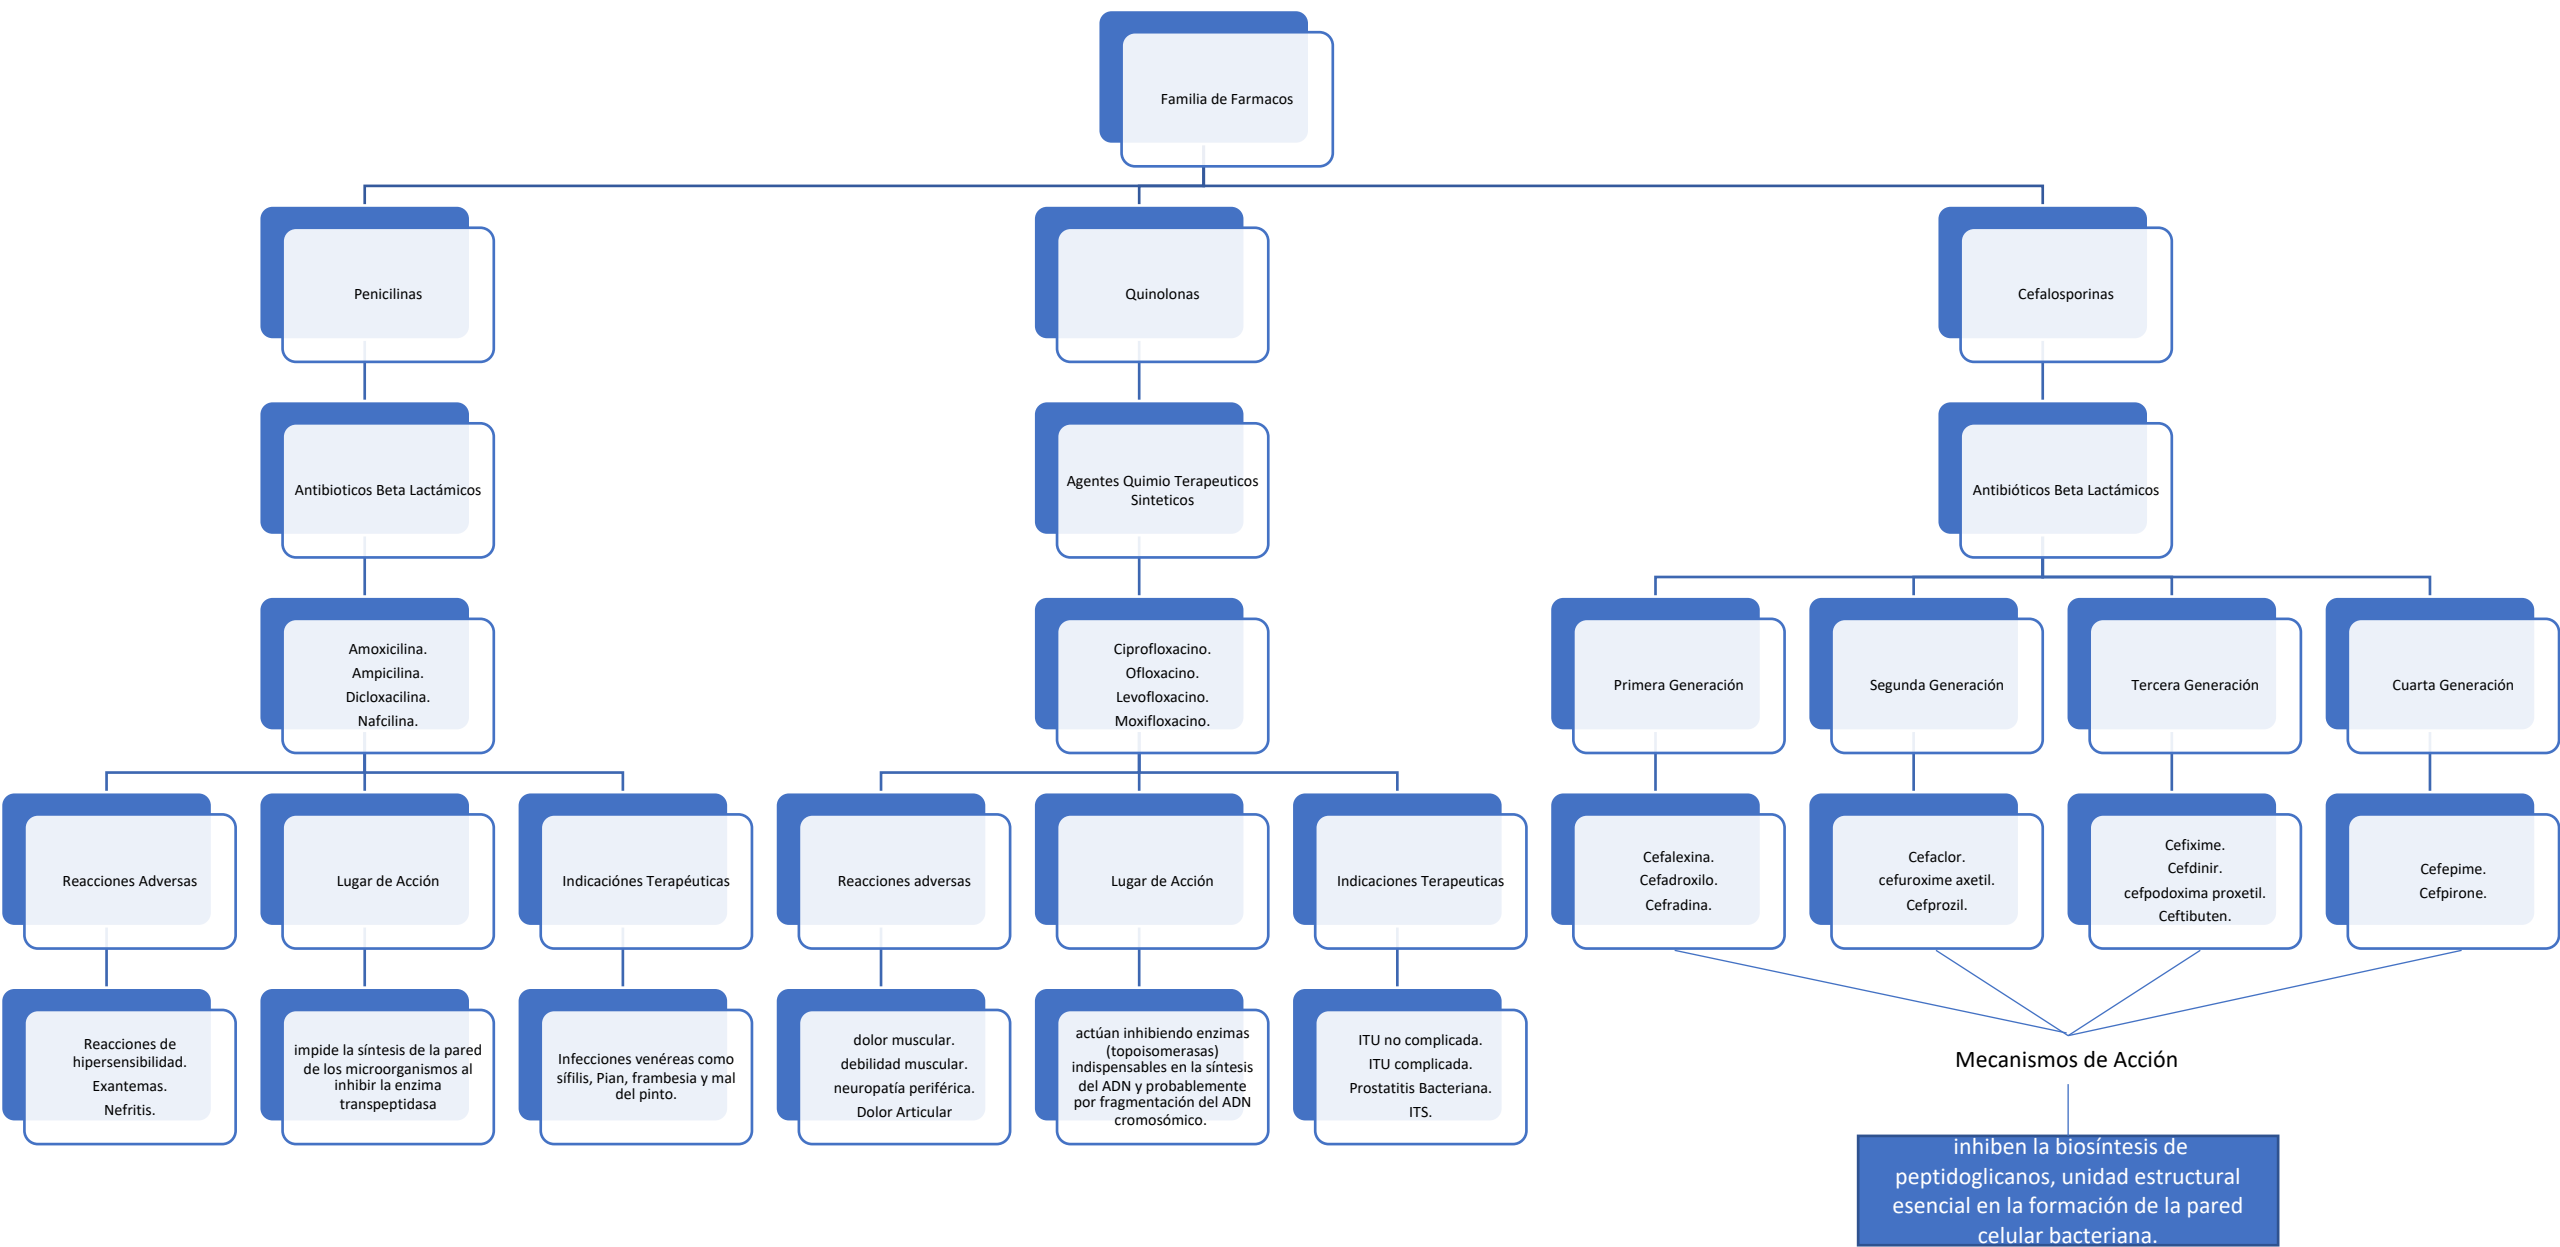 Familia de Farmacos
Penicilinas
Quinolonas
Cefalosporinas
Antibioticos Beta Lactámicos
Agentes Quimio Terapeuticos
Sinteticos
Antibióticos Beta Lactámicos
Amoxicilina.
Ampicilina.
Dicloxacilina.
Nafcilina.
Ciprofloxacino.
Ofloxacino.
Levofloxacino.
Moxifloxacino.
Primera Generación
Segunda Generación
Tercera Generación
Cuarta Generación
Reacciones Adversas
Lugar de Acción
Indicaciónes Terapéuticas
Reacciones adversas
Lugar de Acción
Indicaciones Terapeuticas
Cefalexina.
Cefadroxilo.
Cefradina.
Cefaclor.
cefuroxime axetil.
Cefprozil.
Cefixime.
Cefdinir.
cefpodoxima proxetil.
Ceftibuten.
Cefepime.
Cefpirone.
Reacciones de
hipersensibilidad.
Exantemas.
Nefritis.
impide la síntesis de la pared
de los microorganismos al
inhibir la enzima
transpeptidasa
Infecciones venéreas como
sífilis, Pian, frambesia y mal
del pinto.
dolor muscular.
debilidad muscular.
neuropatía periférica.
Dolor Articular
actúan inhibiendo enzimas
(topoisomerasas)
indispensables en la síntesis
del ADN y probablemente
por fragmentación del ADN
cromosómico.
ITU no complicada.
ITU complicada.
Prostatitis Bacteriana.
ITS.
Mecanismos de Acción
inhiben la biosíntesis de
peptidoglicanos, unidad estructural
esencial en la formación de la pared
celular bacteriana.